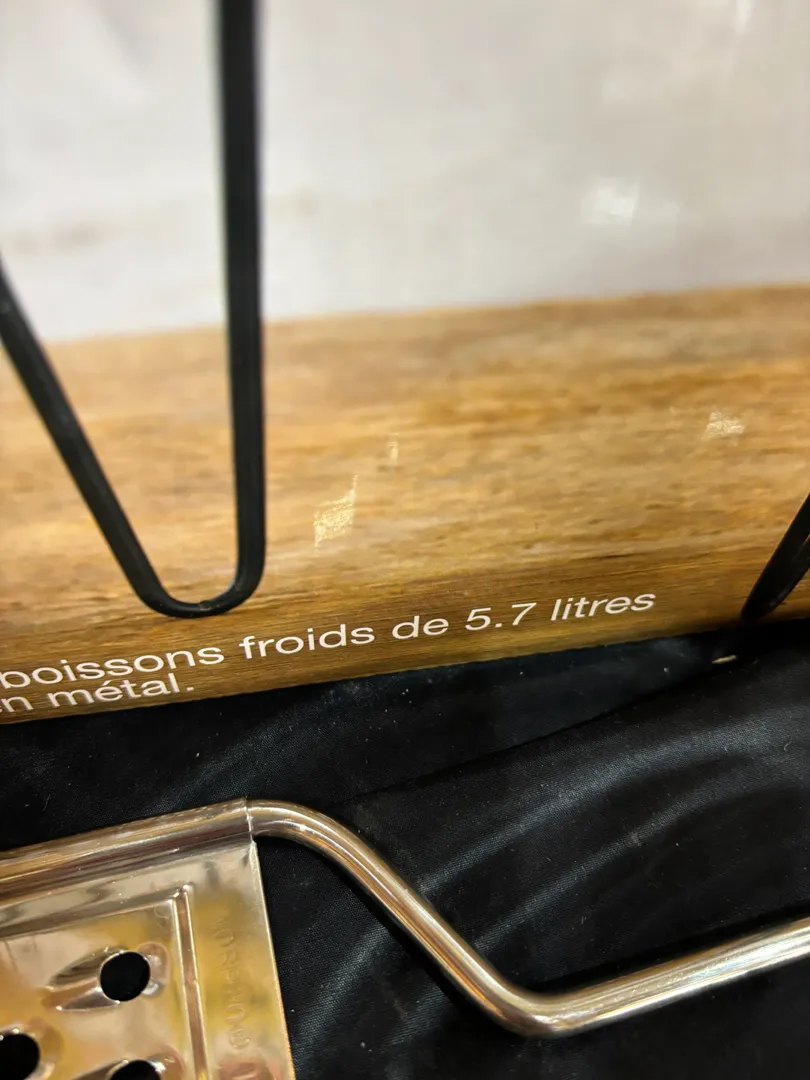 boissons froids de 5.7 litres
n métal.